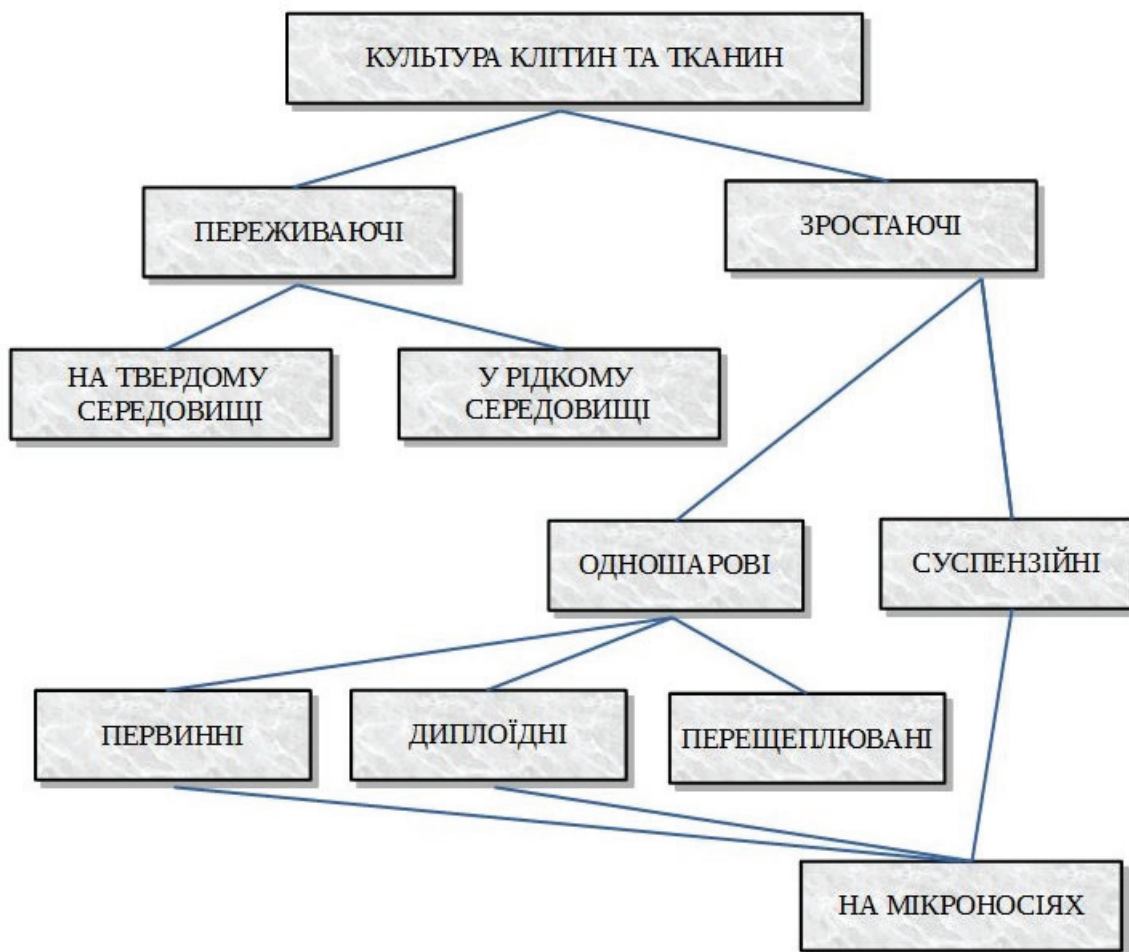 КУЛЬТУРА КЛІТИН ТА ТКАНИН
ПЕРЕЖИВАЮЧІ
ЗРОСТАЮЧІ
НА ТВЕРДОМУ
СЕРЕДОВИЩІ
У РІДКОМУ
СЕРЕДОВИЩІ
ОДНОШАРОВІ
СУСПЕНЗІЙНІ
ПЕРВИННІ
ДИПЛОЇДНІ
ПЕРЕЩЕПЛЮВАНІ
НА МІКРОНОСІЯХ